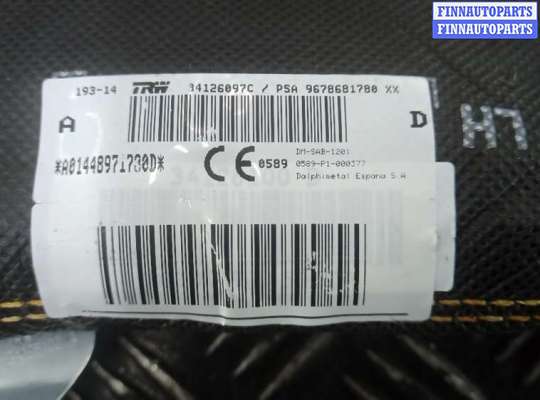 FINNAUTOPARTS
FINNAUTOPARTS
193-14 TRW 34126097C / PSA 9678681780 XX
A D
*A01448971780D*
CE 0589
DM-SAB-1201
0589-P1-000377
Dalphimetal Espana S.A
LH